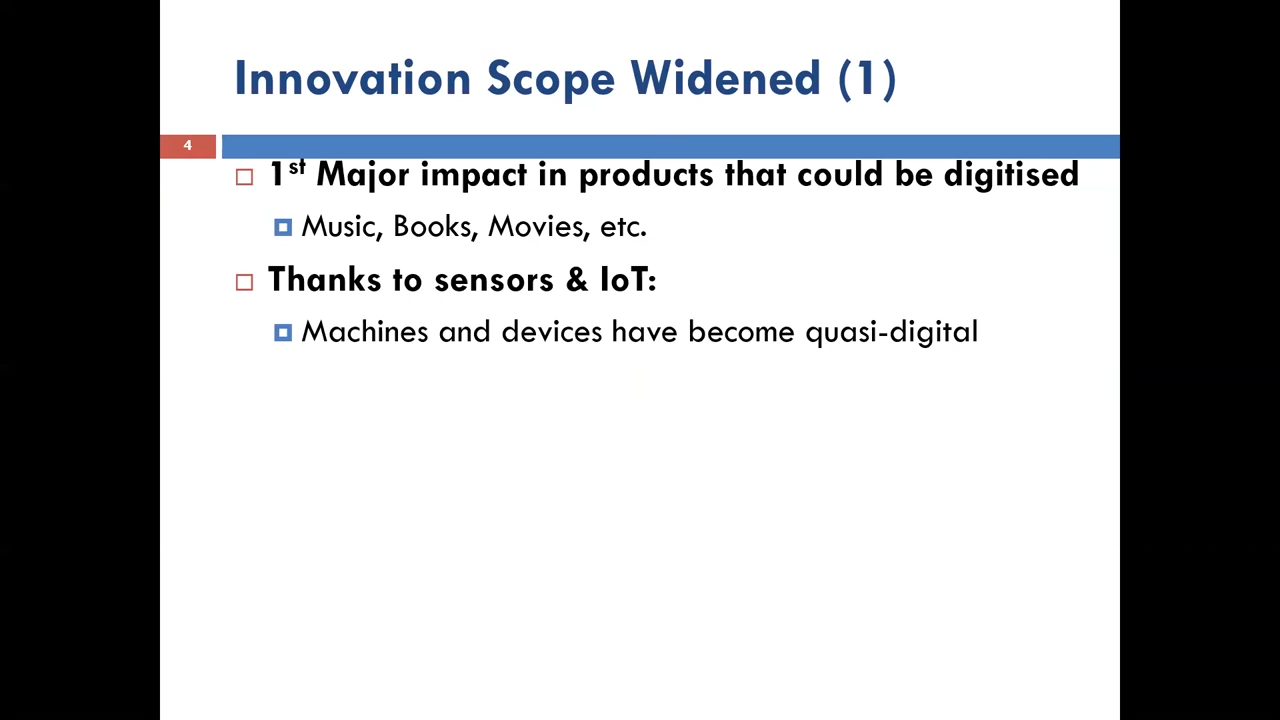 Innovation Scope Widened (1)
4
1st Major impact in products that could be digitised
Music, Books, Movies, etc.
Thanks to sensors & IoT:
Machines and devices have become quasi-digital